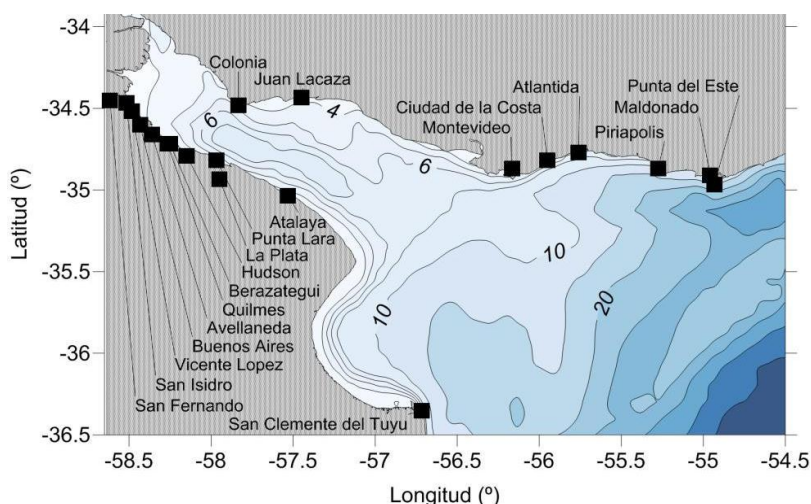 -34
-34.5
-35
-35.5
-36
-36.5
Latitud (º)
Colonia
Juan Lacaza
Atlantida
Punta del Este
Ciudad de la Costa
Maldonado
Montevideo
Piriapolis
6
4
6
10
10
20
Atalaya
Punta Lara
La Plata
Hudson
Berazategui
Quilmes
Avellaneda
Buenos Aires
Vicente Lopez
San Isidro
San Fernando
San Clemente del Tuyu
-58.5 -58 -57.5 -57 -56.5 -56 -55.5 -55 -54.5
Longitud (º)